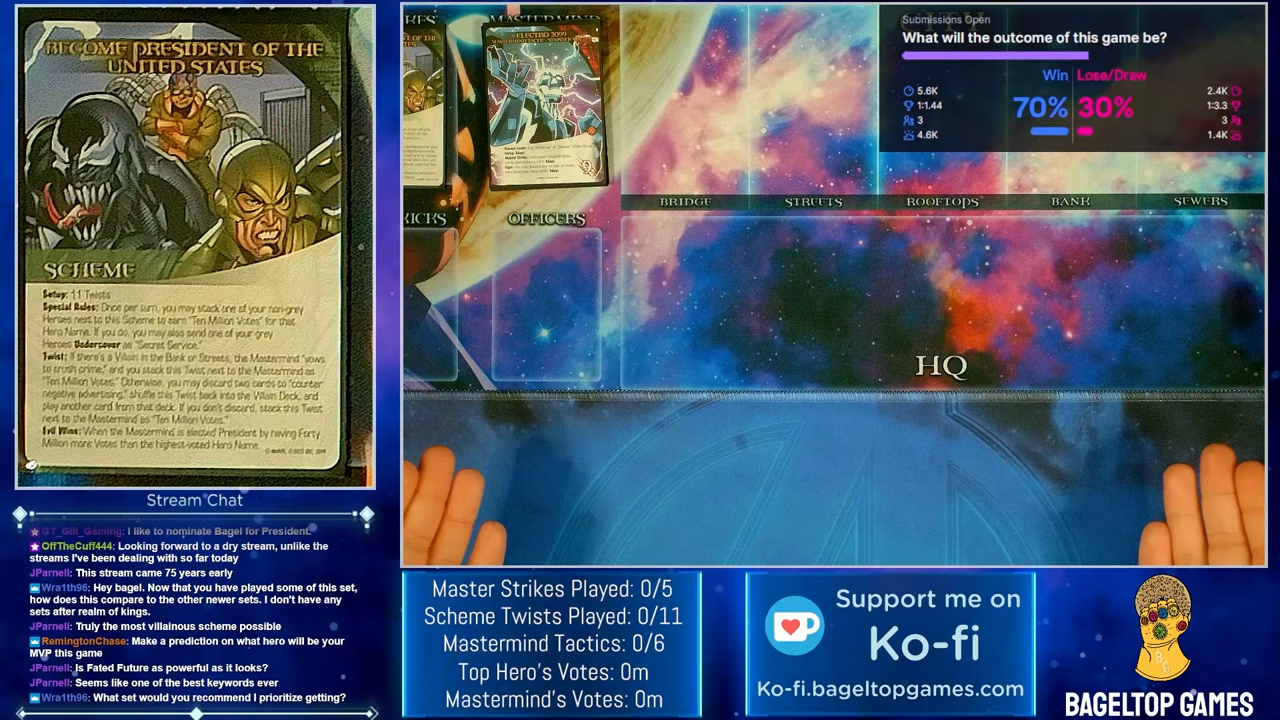 BECOME PRESIDENT OF THE
UNITED STATES
SCHEME
Setup: 11 Twists
Special Rules: Once per turn, you may stack one of your non-grey
Heroes next to this Scheme to earn "Ten Million Votes" for that
Hero Name. If you do, you may also send one of your grey
Heroes Undercover as "Secret Service."
Twist: If there's a Villain in the Bank or Streets, the Mastermind "vows
to crush crime," and you stack this Twist next to the Mastermind as
"Ten Million Votes." Otherwise, you may discard two cards to "counter
negative advertising," shuffle this Twist back into the Villain Deck, and
play another card from that deck. If you don't discard, stack this Twist
next to the Mastermind as "Ten Million Votes."
Evil Wins: When the Mastermind is elected President by having Forty
Million more Votes then the highest-voted Hero Name.
Stream Chat
GT_Gill_Gaming: I like to nominate Bagel for President.
OffTheCuff444: Looking forward to a dry stream, unlike the
streams I've been dealing with so far today
JParnell: This stream came 75 years early
Wra1th96: Hey bagel. Now that you have played some of this set,
how does this compare to the other newer sets. I don't have any
sets after realm of kings.
JParnell: Truly the most villainous scheme possible
RemingtonChase: Make a prediction on what hero will be your
MVP this game
JParnell: Is Fated Future as powerful as it looks?
JParnell: Seems like one of the best keywords ever
Wra1th96: What set would you recommend I prioritize getting?
MASTERMIND
ELECTRO 2099
Submissions Open
What will the outcome of this game be?
Win Lose/Draw
70% 30%
5.6K
1:1.44
3
4.6K
2.4K
1:3.3
3
1.4K
BRIDGE
STREETS
ROOFTOPS
BANK
SEWERS
OFFICERS
HQ
Master Strikes Played: 0/5
Scheme Twists Played: 0/11
Mastermind Tactics: 0/6
Top Hero's Votes: 0m
Mastermind's Votes: 0m
Support me on
Ko-fi
Ko-fi.bageltopgames.com
BAGELTOP GAMES